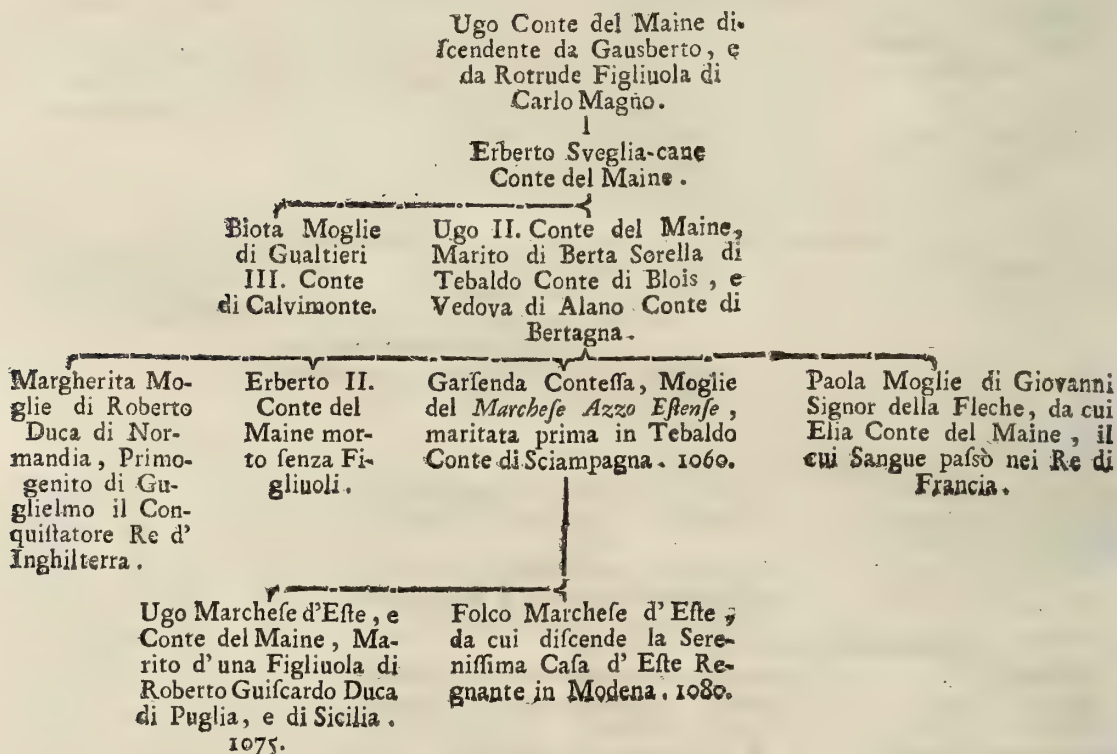 Ugo Conte del Maine di-
ſcendente da Gausberto, e
da Rotrude Figliuola di
Carlo Magno.
Erberto Sveglia-cane
Conte del Maine.
Biota Moglie
di Gualtieri
III. Conte
di Calvimonte.
Ugo II. Conte del Maine,
Marito di Berta Sorella di
Tebaldo Conte di Blois, e
Vedova di Alano Conte di
Bertagna.
Margherita Mo-
glie di Roberto
Duca di Nor-
mandia, Primo-
genito di Gu-
glielmo il Con-
quiſtatore Re d'
Inghilterra.
Erberto II.
Conte del
Maine mor-
to ſenza Fi-
gliuoli.
Garſenda Conteſſa, Moglie
del Marcheſe Azzo Eſtenſe,
maritata prima in Tebaldo
Conte di Sciampagna. 1060.
Paola Moglie di Giovanni
Signor della Fleche, da cui
Elia Conte del Maine, il
cui Sangue paſsò nei Re di
Francia.
Ugo Marcheſe d'Eſte, e
Conte del Maine, Ma-
rito d'una Figliuola di
Roberto Guiſcardo Duca
di Puglia, e di Sicilia.
1075.
Folco Marcheſe d' Eſte,
da cui diſcende la Sere-
niſſima Caſa d' Eſte Re-
gnante in Modena. 1080.